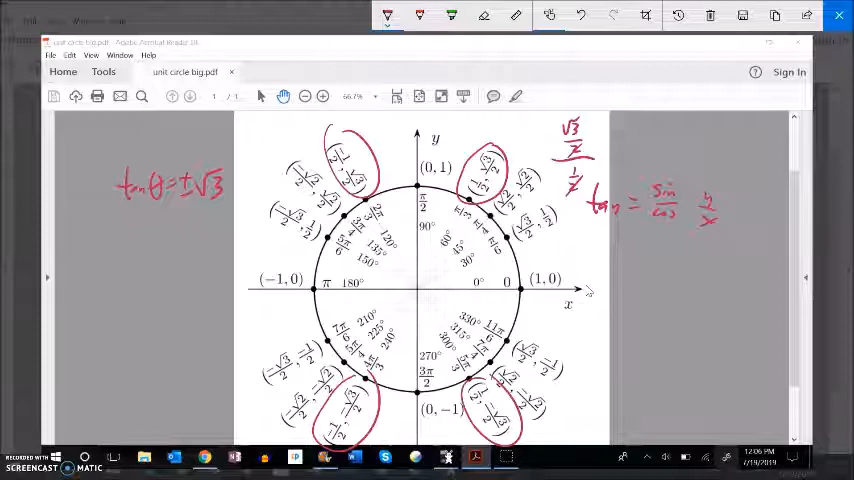 unit circle big.pdf - Adobe Acrobat Reader DC
File Edit View Window Help
Home Tools unit circle big.pdf × Sign In
1 / 1 66.7%
y
(0, 1)
(-1/2, √3/2)
(-√2/2, √2/2)
(-√3/2, 1/2)
(1/2, √3/2)
(√2/2, √2/2)
(√3/2, 1/2)
π/2
90°
2π/3 120°
3π/4 135°
5π/6 150°
π/3 60°
π/4 45°
π/6 30°
(-1, 0) π 180° 0° 0 (1, 0)
x
7π/6 210°
5π/4 225°
4π/3 240°
330° 11π/6
315° 7π/4
300° 5π/3
270°
3π/2
(-√3/2, -1/2)
(-√2/2, -√2/2)
(-1/2, -√3/2)
(√3/2, -1/2)
(√2/2, -√2/2)
(1/2, -√3/2)
(0, -1)
tan θ = ±√3
√3/2
1/2
tan = sin/cos y/x
RECORDED WITH
SCREENCAST MATIC
12:06 PM
7/19/2019